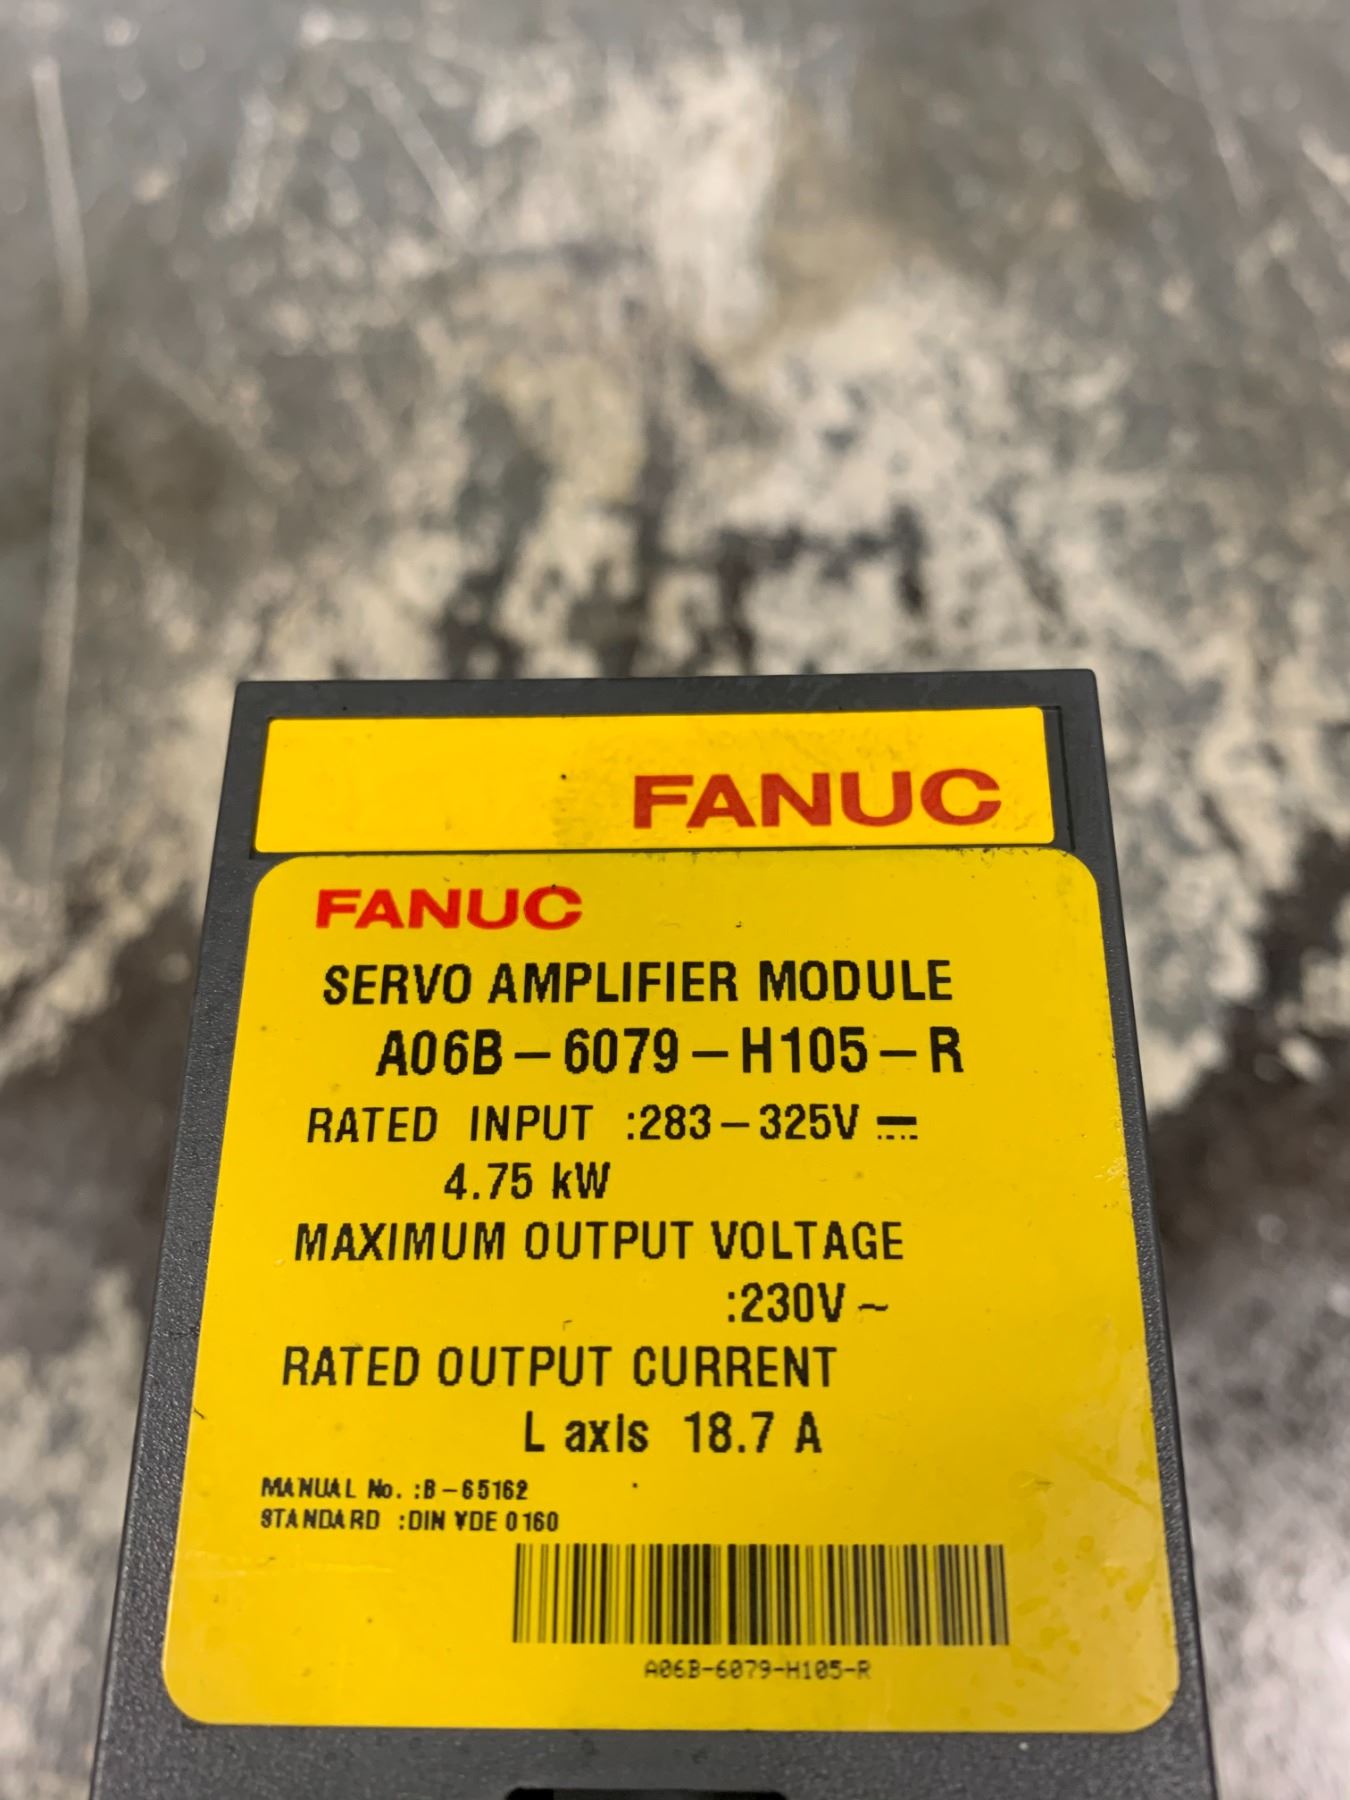 FANUC
FANUC
SERVO AMPLIFIER MODULE
A06B-6079-H105-R
RATED INPUT :283-325V ⎓
4.75 kW
MAXIMUM OUTPUT VOLTAGE
:230V~
RATED OUTPUT CURRENT
L axis 18.7 A
MANUAL No. :B-65162
STANDARD :DIN VDE 0160
A06B-6079-H105-R